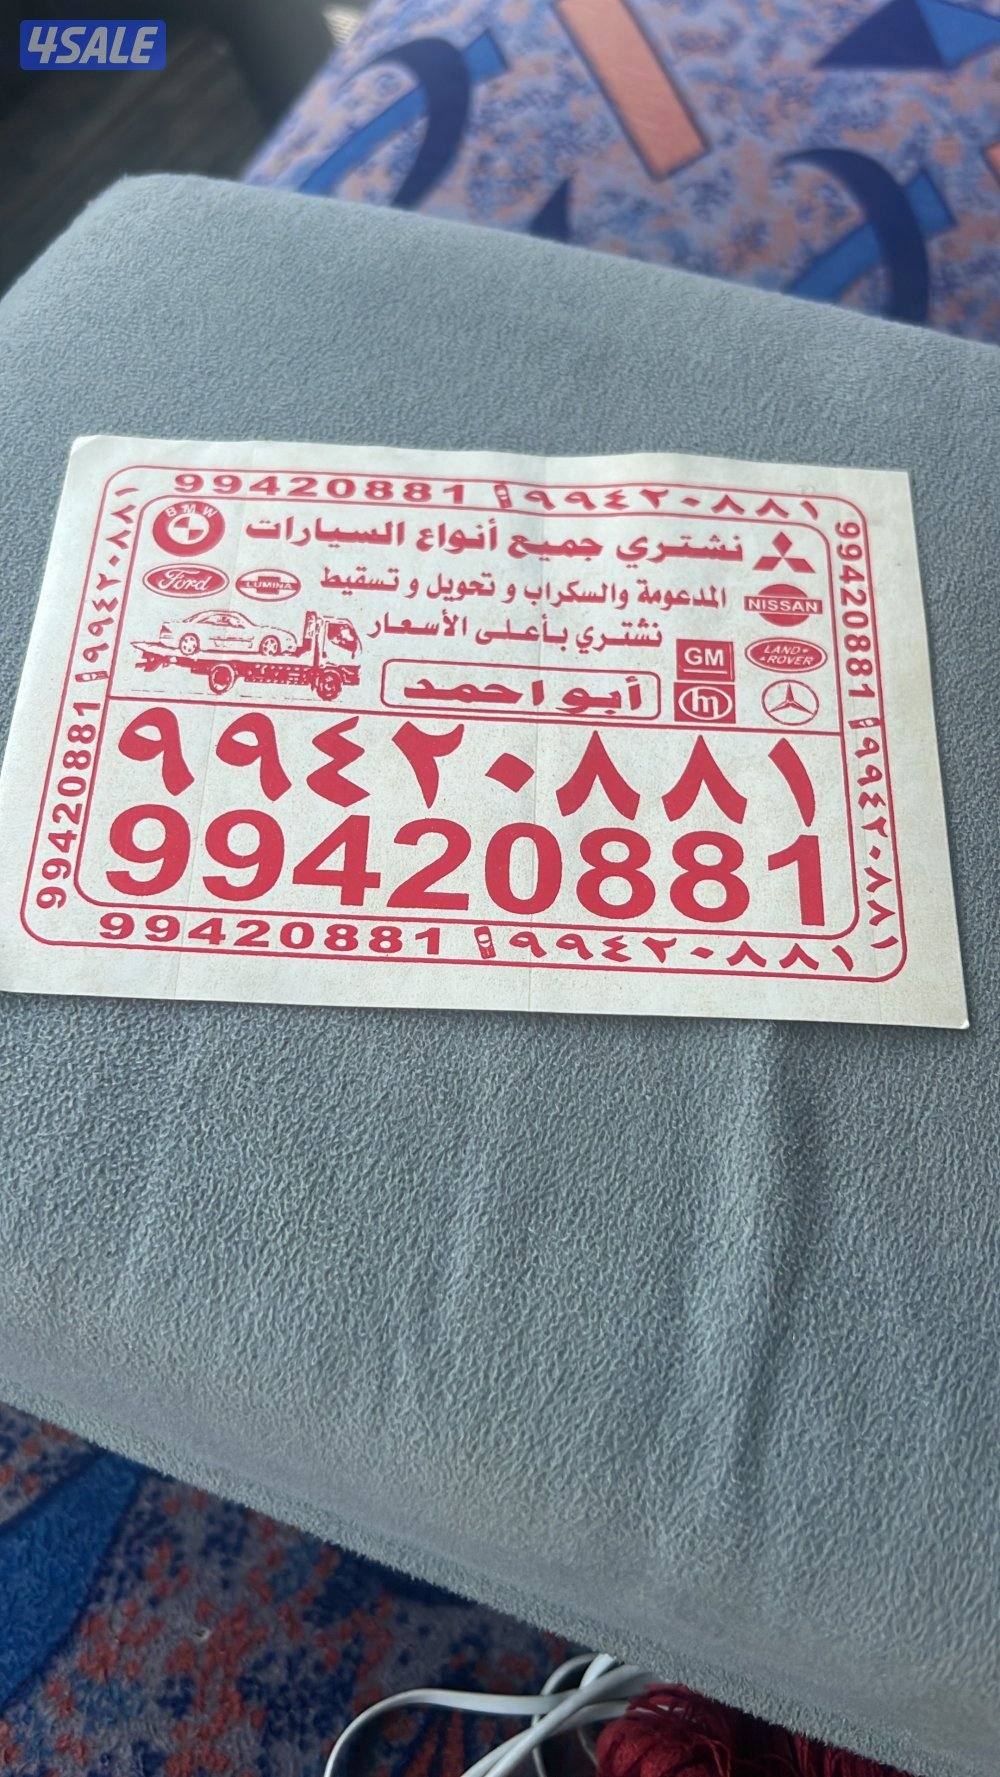 4SALE
99420881 ٩٩٤٢٠٨٨١
BMW
نشتري جميع أنواع السيارات
Ford
LUMINA
المدعومة والسكراب و تحويل و تسقيط
NISSAN
نشتري بأعلى الأسعار
GM
LAND ROVER
أبو احمد
m
٩٩٤٢٠٨٨١
99420881
99420881 ٩٩٤٢٠٨٨١
99420881 ٩٩٤٢٠٨٨١
99420881 ٩٩٤٢٠٨٨١